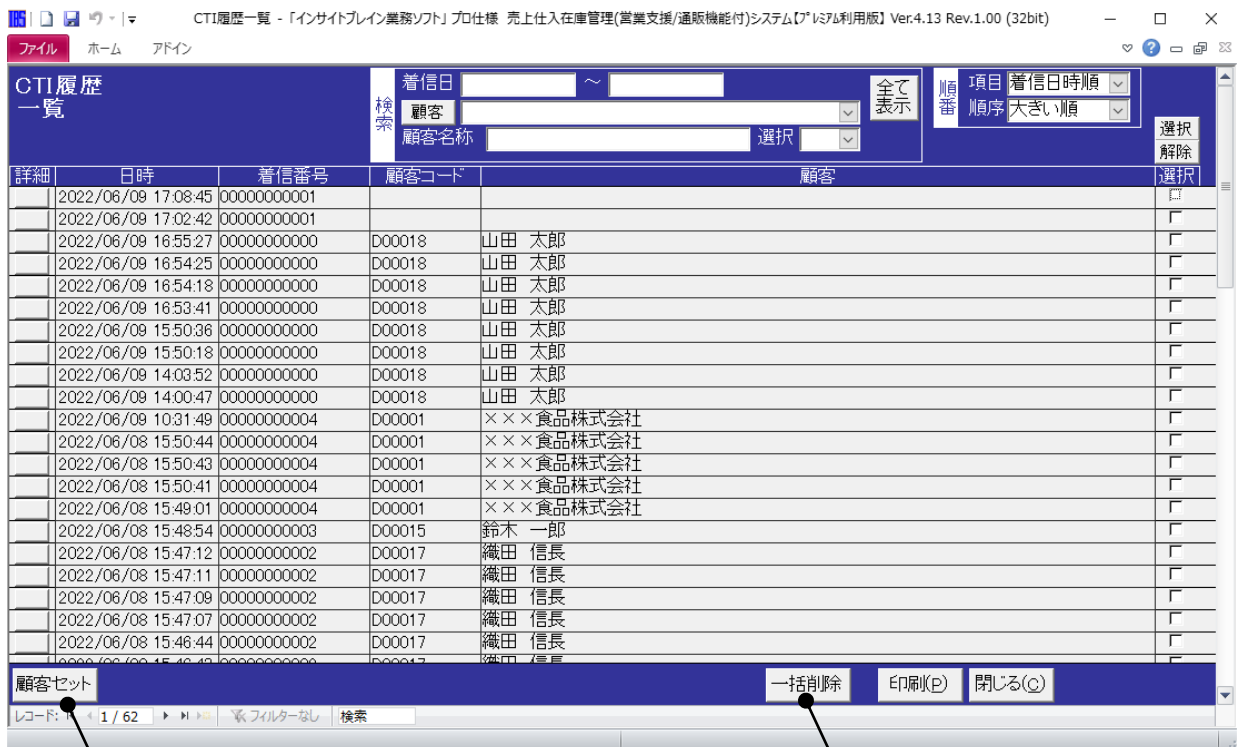 CTI履歴一覧 - 「インサイトブレイン業務ソフト」プロ仕様 売上仕入在庫管理(営業支援/通販機能付)システム【プレミアム利用版】 Ver.4.13 Rev.1.00 (32bit)
ファイル ホーム アドイン
CTI履歴
一覧
検索
着信日 ～
顧客
顧客名称 選択
全て
表示
順番
項目 着信日時順
順序 大きい順
選択
解除
詳細 日時 着信番号 顧客コード 顧客 選択
2022/06/09 17:08:45 00000000001
2022/06/09 17:02:42 00000000001
2022/06/09 16:55:27 00000000000 D00018 山田 太郎
2022/06/09 16:54:25 00000000000 D00018 山田 太郎
2022/06/09 16:54:18 00000000000 D00018 山田 太郎
2022/06/09 16:53:41 00000000000 D00018 山田 太郎
2022/06/09 15:50:36 00000000000 D00018 山田 太郎
2022/06/09 15:50:18 00000000000 D00018 山田 太郎
2022/06/09 14:03:52 00000000000 D00018 山田 太郎
2022/06/09 14:00:47 00000000000 D00018 山田 太郎
2022/06/09 10:31:49 00000000004 D00001 ×××食品株式会社
2022/06/08 15:50:44 00000000004 D00001 ×××食品株式会社
2022/06/08 15:50:43 00000000004 D00001 ×××食品株式会社
2022/06/08 15:50:41 00000000004 D00001 ×××食品株式会社
2022/06/08 15:49:01 00000000004 D00001 ×××食品株式会社
2022/06/08 15:48:54 00000000003 D00015 鈴木 一郎
2022/06/08 15:47:12 00000000002 D00017 織田 信長
2022/06/08 15:47:11 00000000002 D00017 織田 信長
2022/06/08 15:47:09 00000000002 D00017 織田 信長
2022/06/08 15:47:07 00000000002 D00017 織田 信長
2022/06/08 15:46:44 00000000002 D00017 織田 信長
顧客セット 一括削除 印刷(P) 閉じる(C)
レコード: 1 / 62 フィルターなし 検索